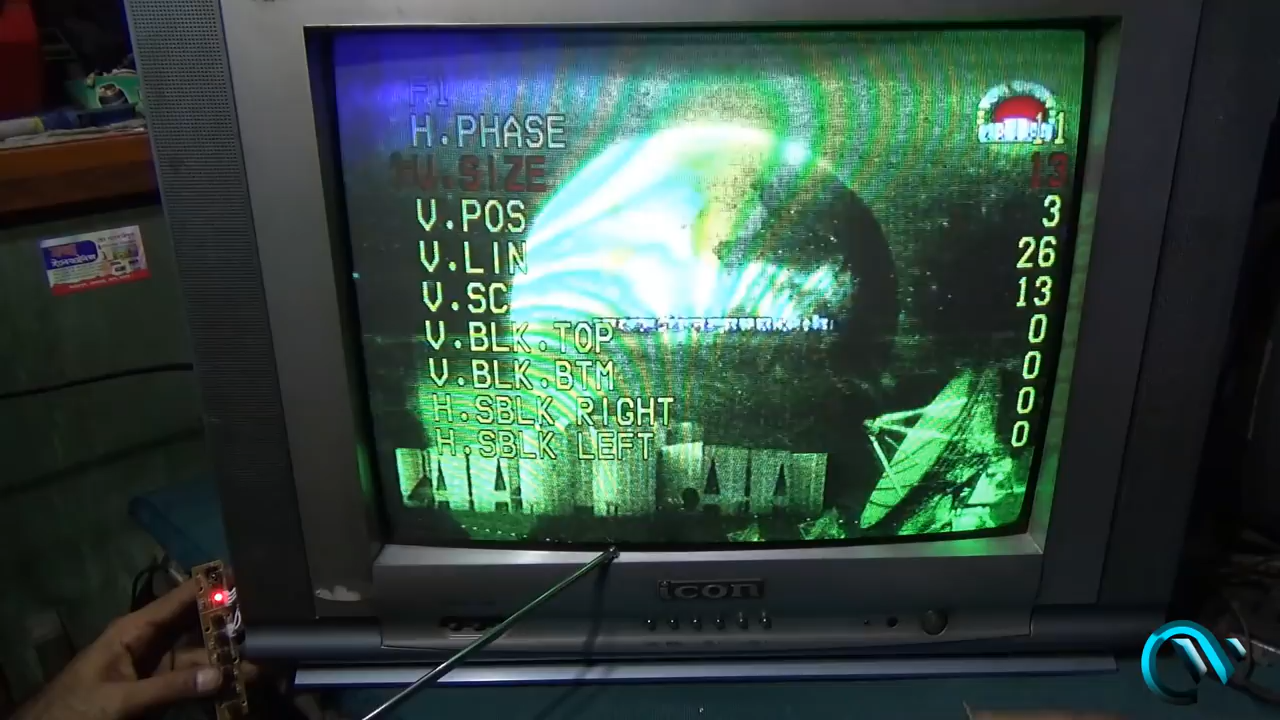 F1
H.PHASE 11
*V.SIZE 13
V.POS 3
V.LIN 26
V.SC 13
V.BLK.TOP 0
V.BLK.BTM 0
H.SBLK RIGHT 0
H.SBLK LEFT 0
icon